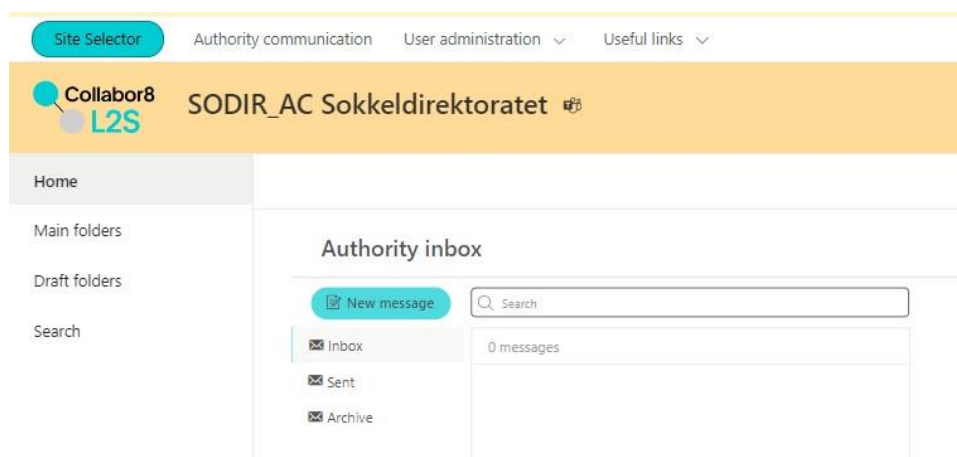 Site Selector Authority communication User administration Useful links
Collabor8
L2S
SODIR_AC Sokkeldirektoratet
Home
Main folders
Draft folders
Search
Authority inbox
New message Search
Inbox 0 messages
Sent
Archive